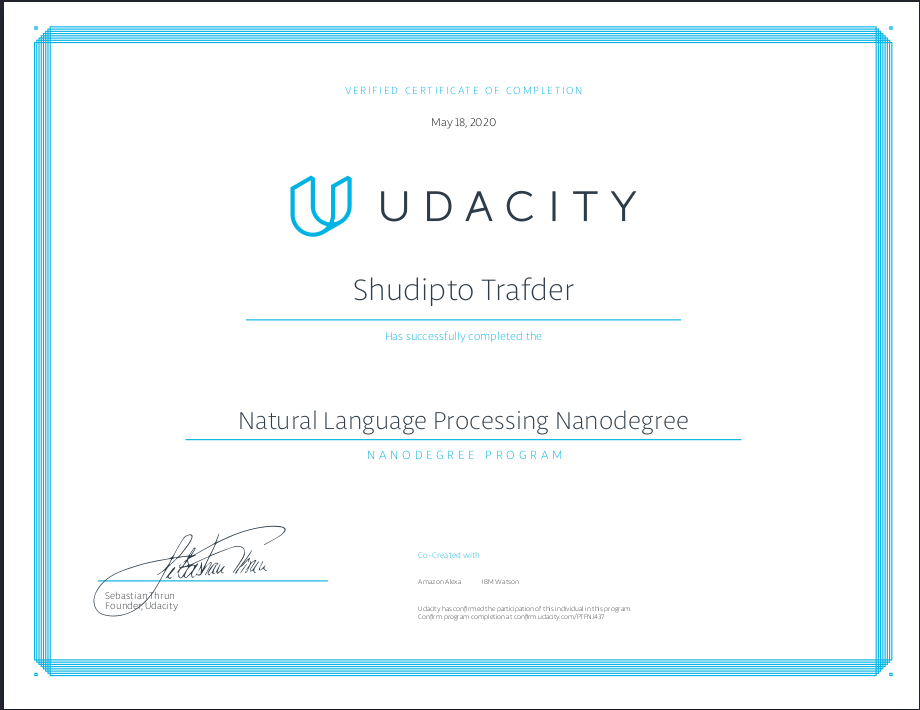 VERIFIED CERTIFICATE OF COMPLETION
May 18, 2020
UDACITY
Shudipto Trafder
Has successfully completed the
Natural Language Processing Nanodegree
NANODEGREE PROGRAM
Sebastian Thrun
Sebastian Thrun
Founder, Udacity
Co-Created with
Amazon Alexa IBM Watson
Udacity has confirmed the participation of this individual in this program.
Confirm program completion at confirm.udacity.com/PTFNJ437